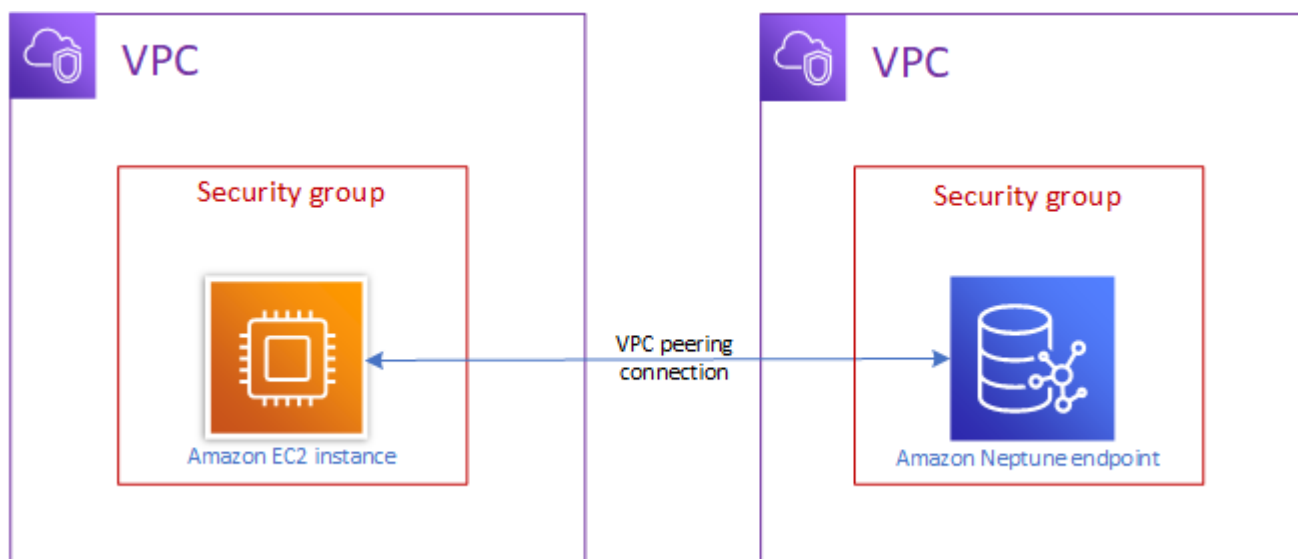 VPC
VPC
Security group
Security group
VPC peering
connection
Amazon EC2 instance
Amazon Neptune endpoint